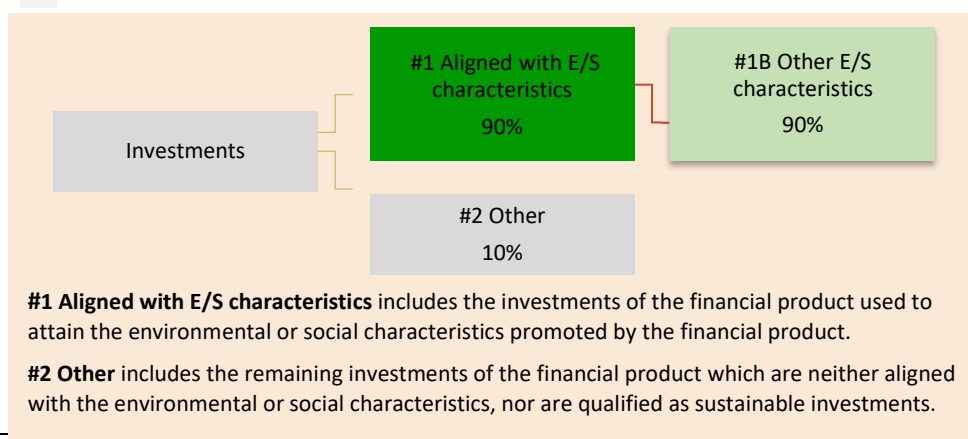 #1 Aligned with E/S
characteristics
90%
#1B Other E/S
characteristics
90%
Investments
#2 Other
10%
#1 Aligned with E/S characteristics includes the investments of the financial product used to
attain the environmental or social characteristics promoted by the financial product.
#2 Other includes the remaining investments of the financial product which are neither aligned
with the environmental or social characteristics, nor are qualified as sustainable investments.